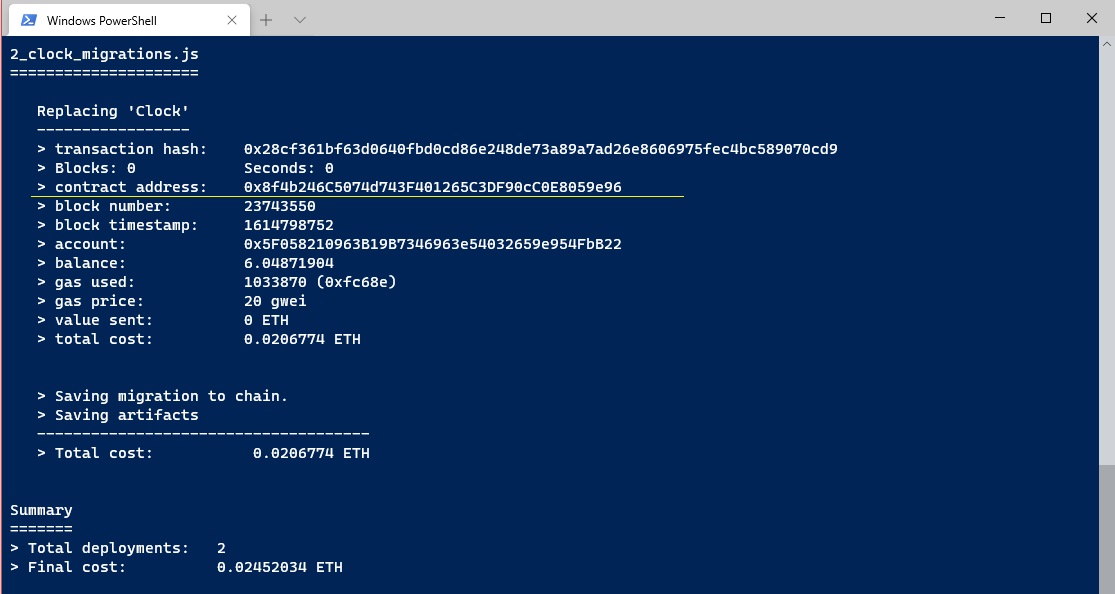 Windows PowerShell
2_clock_migrations.js
=====================
Replacing 'Clock'
-----------------
> transaction hash:    0x28cf361bf63d0640fbd0cd86e248de73a89a7ad26e8606975fec4bc589070cd9
> Blocks: 0            Seconds: 0
> contract address:    0x8f4b246C5074d743F401265C3DF90cC0E8059e96
> block number:        23743550
> block timestamp:     1614798752
> account:             0x5F058210963B19B7346963e54032659e954FbB22
> balance:             6.04871904
> gas used:            1033870 (0xfc68e)
> gas price:           20 gwei
> value sent:          0 ETH
> total cost:          0.0206774 ETH
> Saving migration to chain.
> Saving artifacts
-------------------------------------
> Total cost:           0.0206774 ETH
Summary
=======
> Total deployments:   2
> Final cost:          0.02452034 ETH